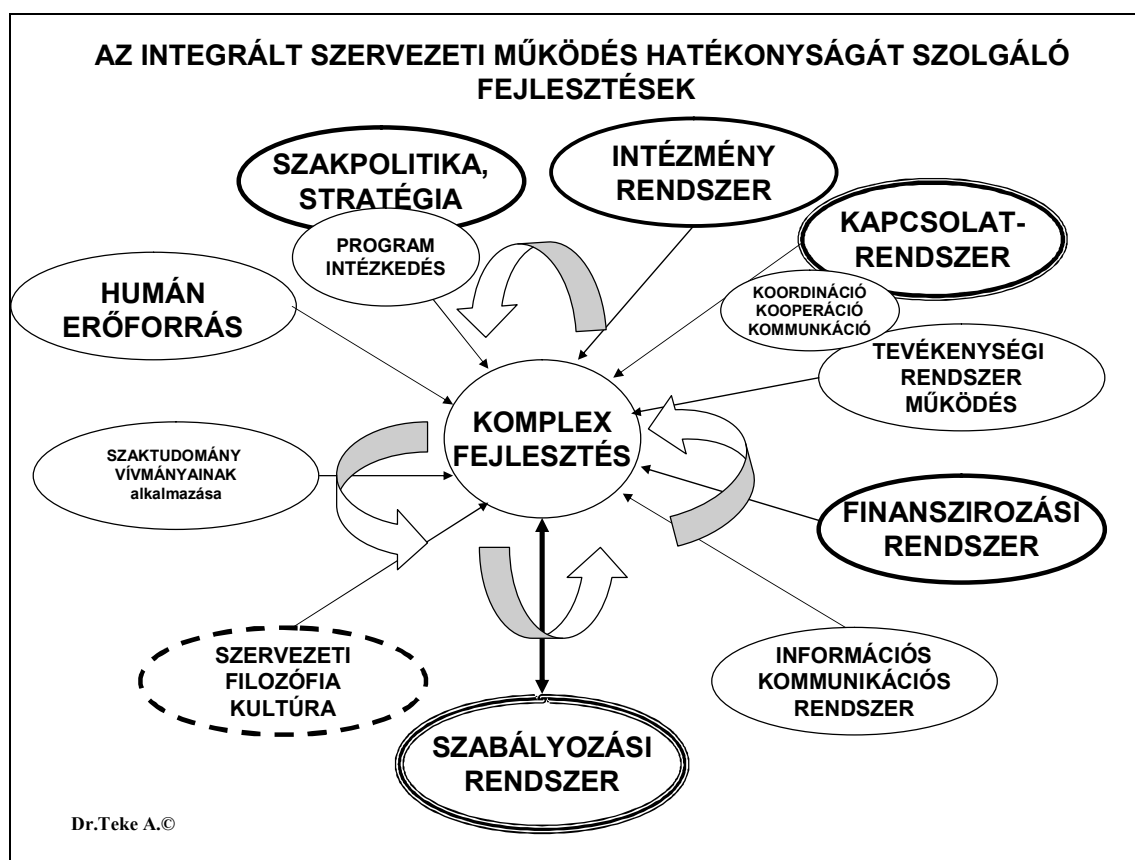 AZ INTEGRÁLT SZERVEZETI MŰKÖDÉS HATÉKONYSÁGÁT SZOLGÁLÓ
FEJLESZTÉSEK
SZAKPOLITIKA,
STRATÉGIA
PROGRAM
INTÉZKEDÉS
INTÉZMÉNY
RENDSZER
KAPCSOLAT-
RENDSZER
KOORDINÁCIÓ
KOOPERÁCIÓ
KOMMUNKÁCIÓ
HUMÁN
ERŐFORRÁS
TEVÉKENYSÉGI
RENDSZER
MŰKÖDÉS
KOMPLEX
FEJLESZTÉS
SZAKTUDOMÁNY
VÍVMÁNYAINAK
alkalmazása
FINANSZIROZÁSI
RENDSZER
SZERVEZETI
FILOZÓFIA
KULTÚRA
INFORMÁCIÓS
KOMMUNIKÁCIÓS
RENDSZER
SZABÁLYOZÁSI
RENDSZER
Dr.Teke A.©